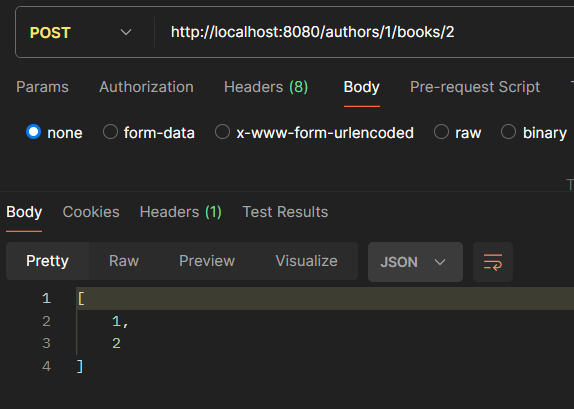 POST http://localhost:8080/authors/1/books/2
Params Authorization Headers (8) Body Pre-request Script
none form-data x-www-form-urlencoded raw binary
Body Cookies Headers (1) Test Results
Pretty Raw Preview Visualize JSON
1 [
2 1,
3 2
4 ]